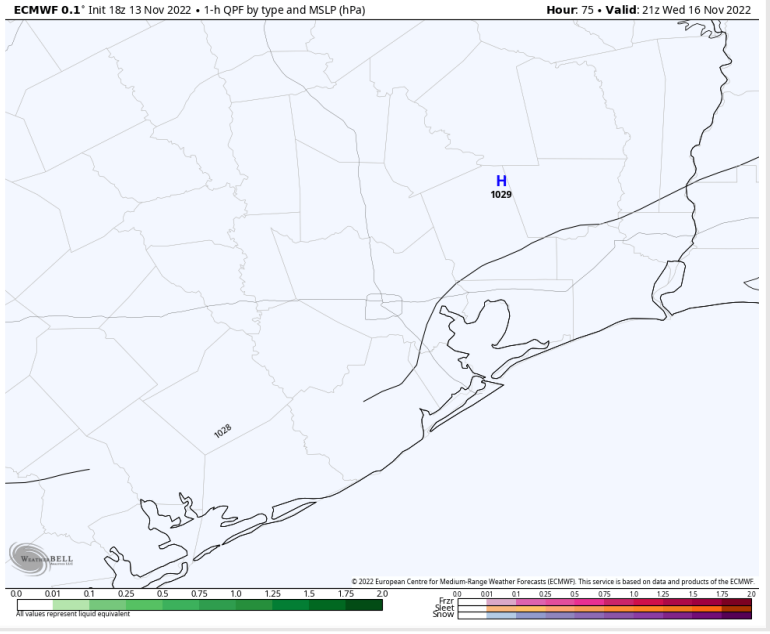 ECMWF 0.1° Init 18z 13 Nov 2022 • 1-h QPF by type and MSLP (hPa) Hour: 75 • Valid: 21z Wed 16 Nov 2022
H
1029
1028
WEATHERBELL
© 2022 European Centre for Medium-Range Weather Forecasts (ECMWF). This service is based on data and products of the ECMWF.
0.0 0.01 0.1 0.25 0.5 0.75 1.0 1.25 1.5 1.75 2.0
All values represent liquid equivalent
0.0 0.01 0.1 0.25 0.5 0.75 1.0 1.25 1.5 1.75 2.0
Frzr
Sleet
Snow